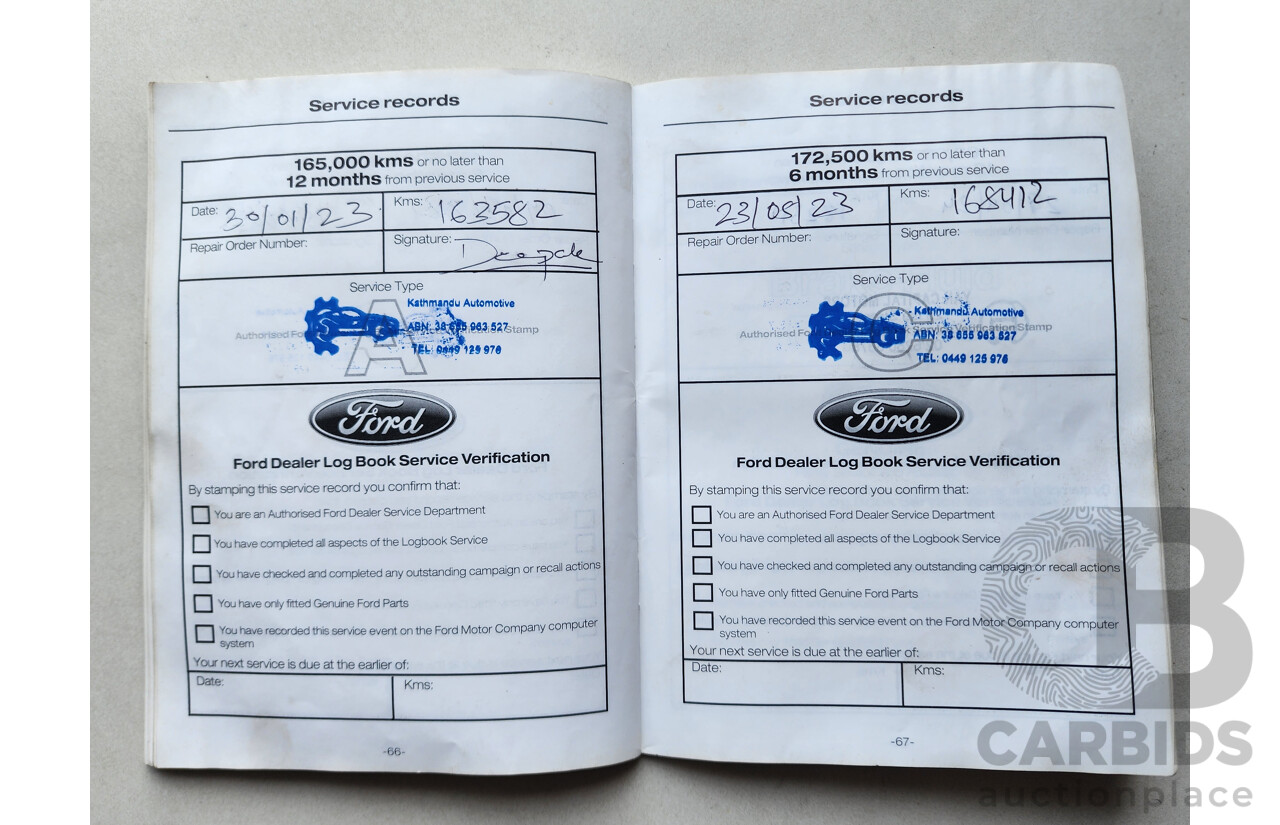 Service records
165,000 kms or no later than
12 months from previous service
Date: 30/01/23
Kms: 163582
Repair Order Number:
Signature:
Service Type
A
Kathmandu Automotive
ABN: 38 655 963 527
TEL: 0449 125 976
Ford
Ford Dealer Log Book Service Verification
By stamping this service record you confirm that:
You are an Authorised Ford Dealer Service Department
You have completed all aspects of the Logbook Service
You have checked and completed any outstanding campaign or recall actions
You have only fitted Genuine Ford Parts
You have recorded this service event on the Ford Motor Company computer
system
Your next service is due at the earlier of:
Date:
Kms:
-66-
Service records
172,500 kms or no later than
6 months from previous service
Date: 23/05/23
Kms: 168412
Repair Order Number:
Signature:
Service Type
C
Kathmandu Automotive
Authorised Service Verification Stamp
ABN: 38 655 963 527
TEL: 0449 125 976
Ford
Ford Dealer Log Book Service Verification
By stamping this service record you confirm that:
You are an Authorised Ford Dealer Service Department
You have completed all aspects of the Logbook Service
You have checked and completed any outstanding campaign or recall actions
You have only fitted Genuine Ford Parts
You have recorded this service event on the Ford Motor Company computer
system
Your next service is due at the earlier of:
Date:
Kms:
-67-
CB
CARBIDS
auctionplace